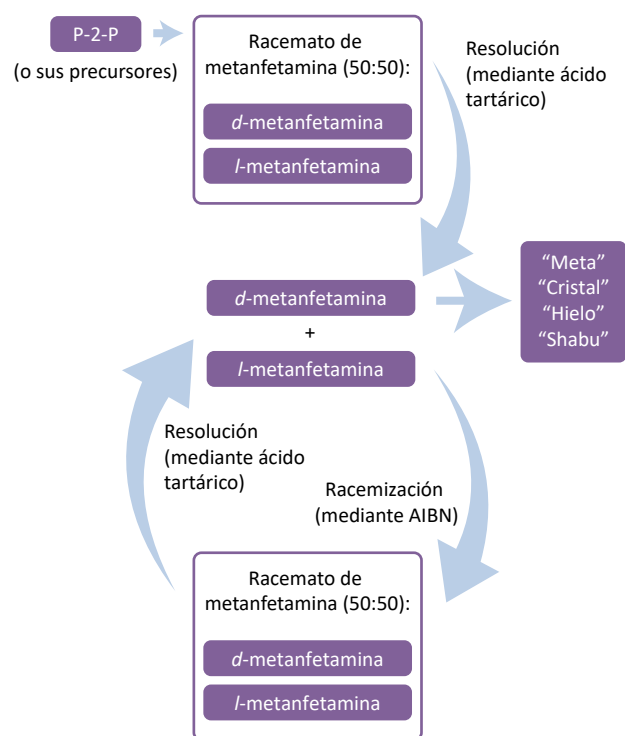 P-2-P
(o sus precursores)
Racemato de
metanfetamina (50:50):
d-metanfetamina
l-metanfetamina
Resolución
(mediante ácido
tartárico)
d-metanfetamina
+
l-metanfetamina
“Meta”
“Cristal”
“Hielo”
“Shabu”
Resolución
(mediante ácido
tartárico)
Racemización
(mediante AIBN)
Racemato de
metanfetamina (50:50):
d-metanfetamina
l-metanfetamina